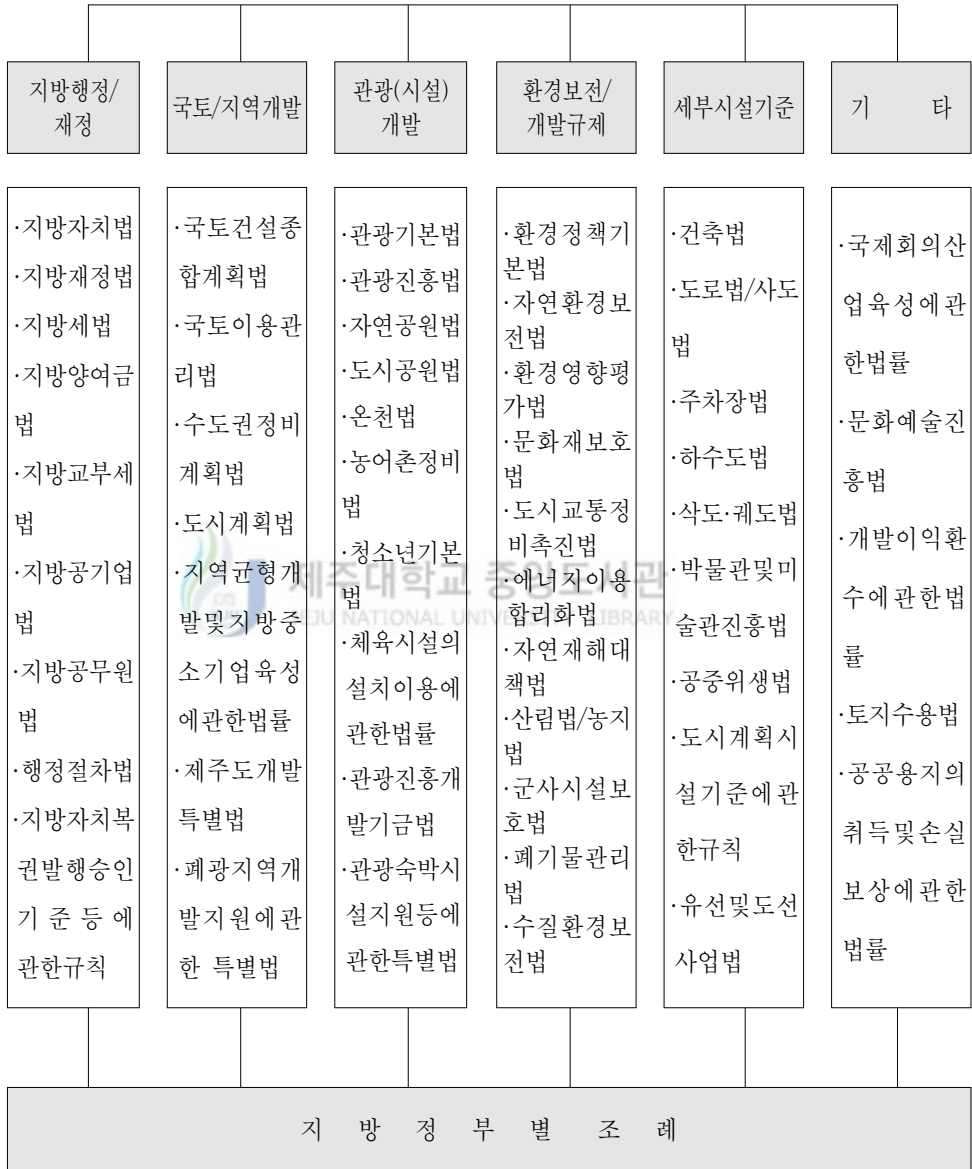 지방행정/
재정
국토/지역개발
관광(시설)
개발
환경보전/
개발규제
세부시설기준
기 타
·지방자치법
·지방재정법
·지방세법
·지방양여금
법
·지방교부세
법
·지방공기업
법
·지방공무원
법
·행정절차법
·지방자치복
권발행승인
기 준 등 에
관한규칙
·국토건설종
합계획법
·국토이용관
리법
·수도권정비
계획법
·도시계획법
·지역균형개
발및지방중
소기업육성
에관한법률
·제주도개발
특별법
·폐광지역개
발지원에관
한 특별법
·관광기본법
·관광진흥법
·자연공원법
·도시공원법
·온천법
·농어촌정비
법
·청소년기본
법
·체육시설의
설치이용에
관한법률
·관광진흥개
발기금법
·관광숙박시
설지원등에
관한특별법
·환경정책기
본법
·자연환경보
전법
·환경영향평
가법
·문화재보호
법
·도시교통정
비촉진법
·에너지이용
합리화법
·자연재해대
책법
·산림법/농지
법
·군사시설보
호법
·폐기물관리
법
·수질환경보
전법
·건축법
·도로법/사도
법
·주차장법
·하수도법
·삭도·궤도법
·박물관및미
술관진흥법
·공중위생법
·도시계획시
설기준에관
한규칙
·유선및도선
사업법
·국제회의산
업육성에관
한법률
·문화예술진
흥법
·개발이익환
수에관한법
률
·토지수용법
·공공용지의
취득및손실
보상에관한
법률
제주대학교 중앙도서관
JEJU NATIONAL UNIVERSITY LIBRARY
지 방 정 부 별 조 례